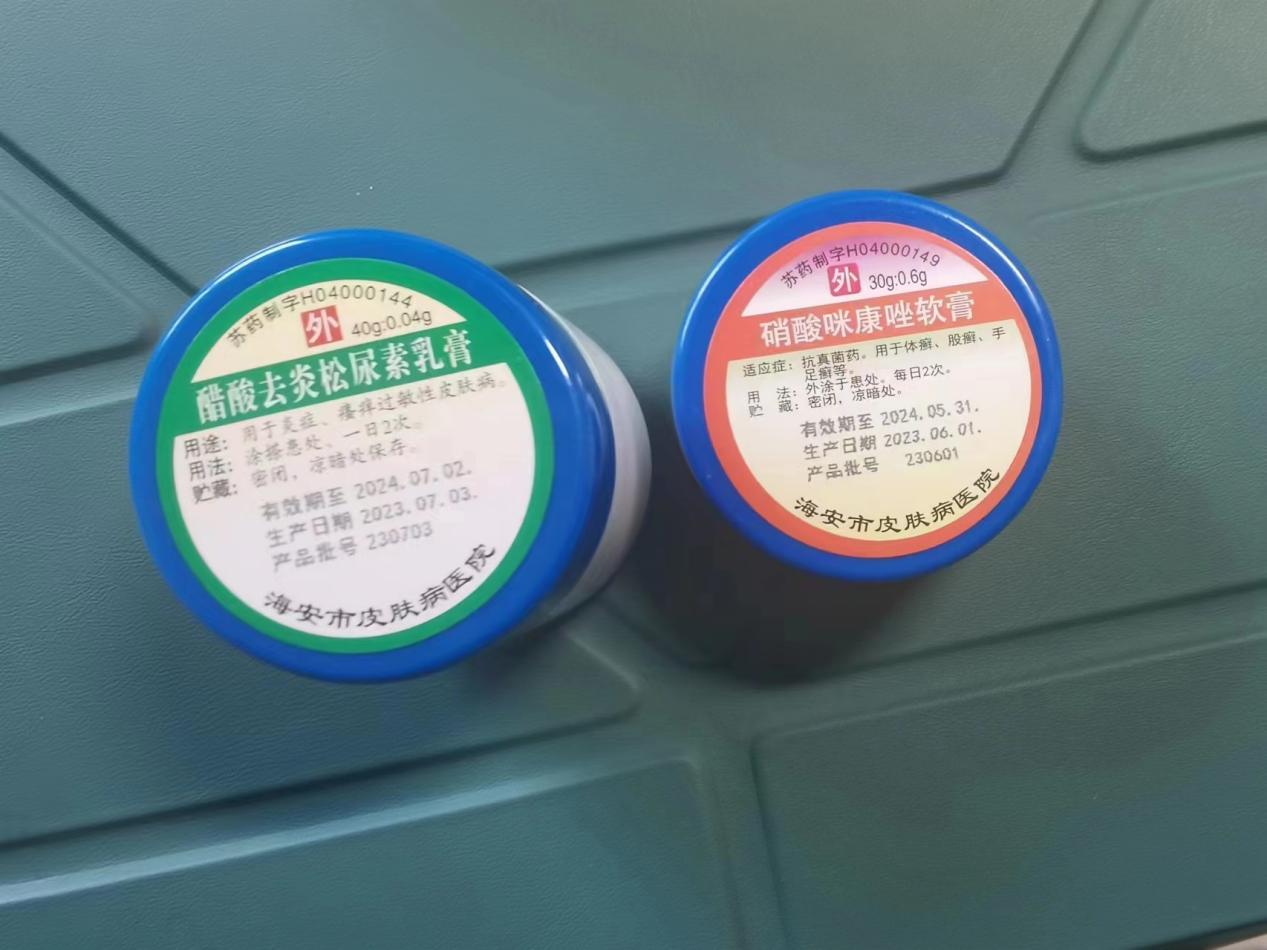 苏药制字H04000144
外 40g:0.04g
醋酸去炎松尿素乳膏
用途: 用于炎症、瘙痒过敏性皮肤病。
用法: 涂搽患处、一日2次。
贮藏: 密闭，凉暗处保存。
有效期至 2024.07.02.
生产日期 2023.07.03.
产品批号 230703
海安市皮肤病医院
苏药制字H04000149
外 30g:0.6g
硝酸咪康唑软膏
适应症: 抗真菌药。用于体癣、股癣、手
足癣等。
用 法: 外涂于患处。每日2次。
贮 藏: 密闭，凉暗处。
有效期至 2024.05.31.
生产日期 2023.06.01.
产品批号 230601
海安市皮肤病医院